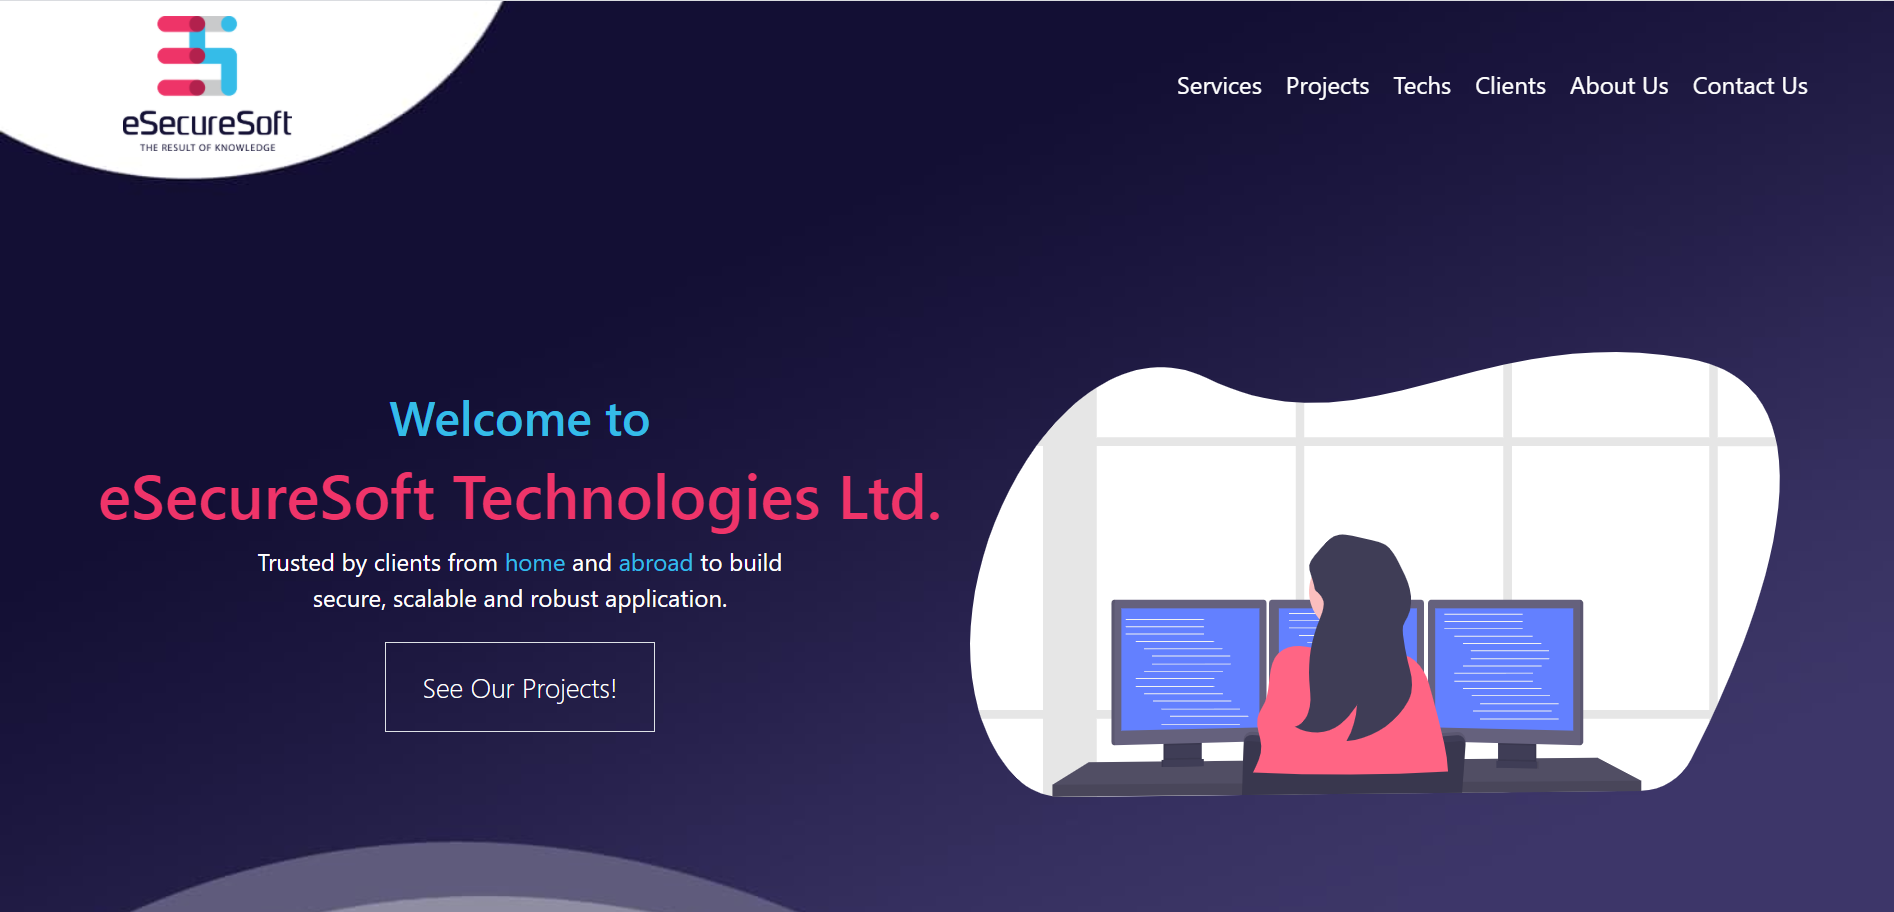 eSecureSoft
THE RESULT OF KNOWLEDGE
Services Projects Techs Clients About Us Contact Us
Welcome to
eSecureSoft Technologies Ltd.
Trusted by clients from home and abroad to build
secure, scalable and robust application.
See Our Projects!